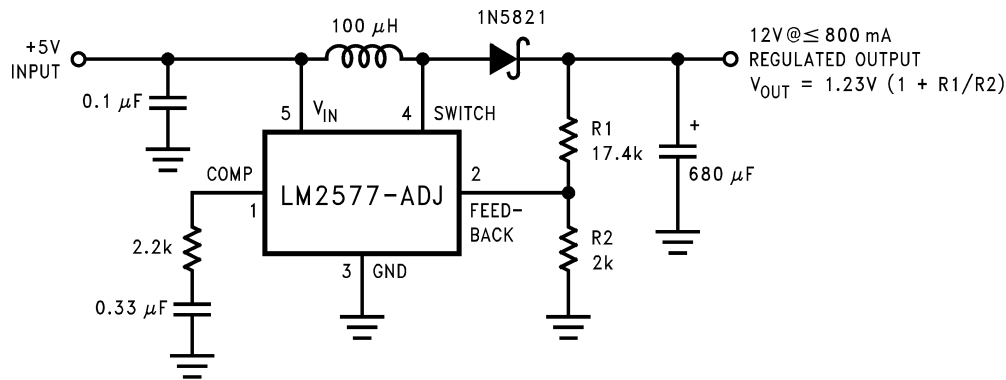 +5V
INPUT
0.1 μF
100 μH
1N5821
12V@≤ 800 mA
REGULATED OUTPUT
VOUT = 1.23V (1 + R1/R2)
5
VIN
4
SWITCH
R1
17.4k
+
680 μF
COMP
1
LM2577-ADJ
2
FEED-
BACK
R2
2k
2.2k
0.33 μF
3
GND